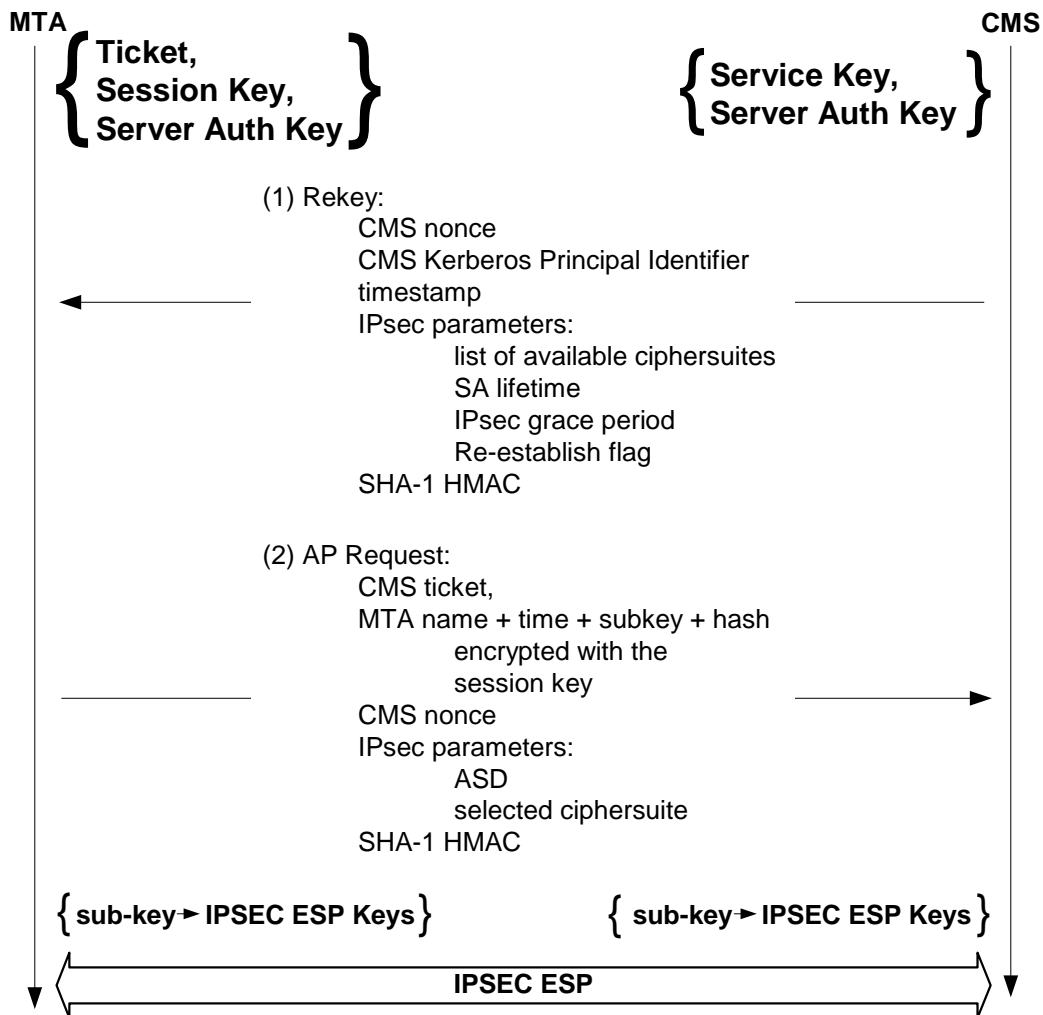 MTA
CMS
Ticket,
Session Key,
Server Auth Key
Service Key,
Server Auth Key
(1) Rekey:
CMS nonce
CMS Kerberos Principal Identifier
timestamp
IPsec parameters:
list of available ciphersuites
SA lifetime
IPsec grace period
Re-establish flag
SHA-1 HMAC
(2) AP Request:
CMS ticket,
MTA name + time + subkey + hash
encrypted with the
session key
CMS nonce
IPsec parameters:
ASD
selected ciphersuite
SHA-1 HMAC
{ sub-key → IPSEC ESP Keys }
{ sub-key → IPSEC ESP Keys }
IPSEC ESP